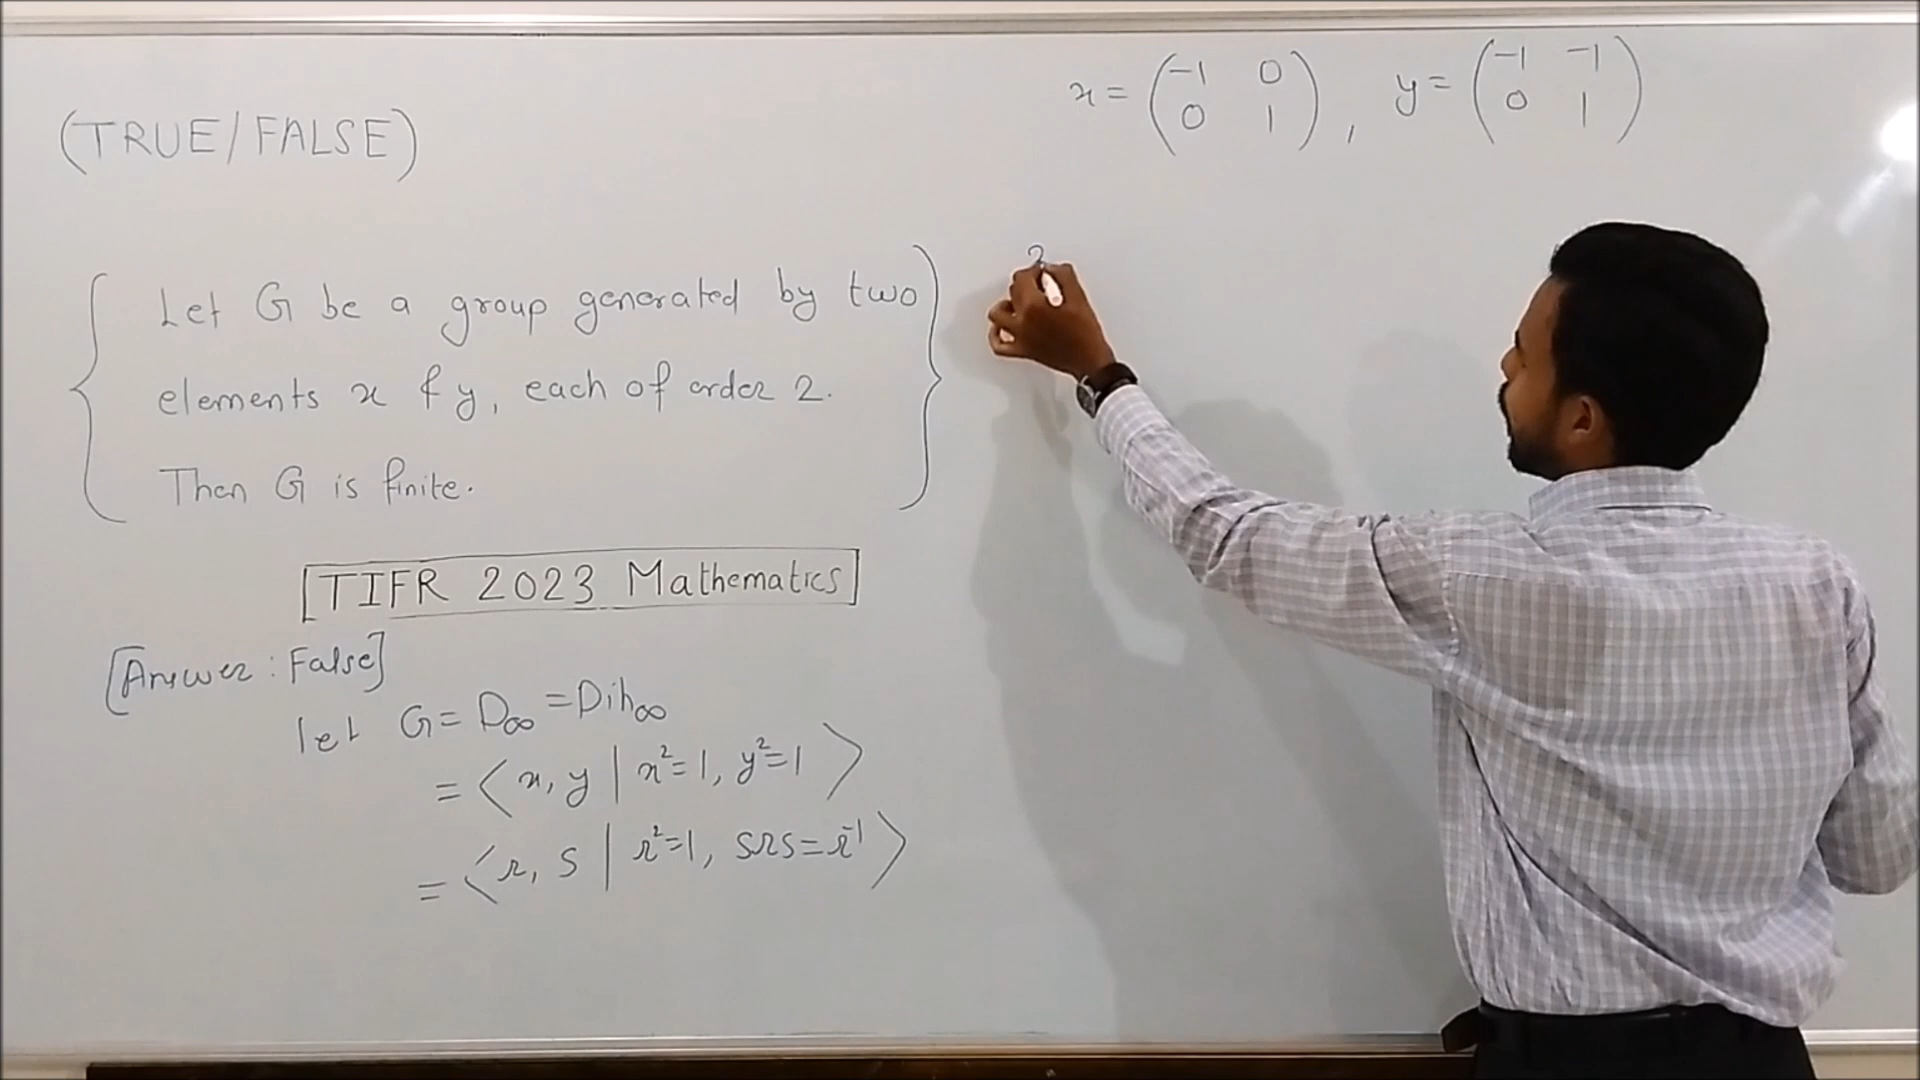 (TRUE/FALSE)
Let G be a group generated by two
elements x & y, each of order 2.
Then G is finite.
TIFR 2023 Mathematics
[Answer: False]
let G = D∞ = Dih∞
= ⟨x, y | x²=1, y²=1⟩
= ⟨r, s | r²=1, srs=r⁻¹⟩
x = (-1 0
0 1), y = (-1 -1
0 1)